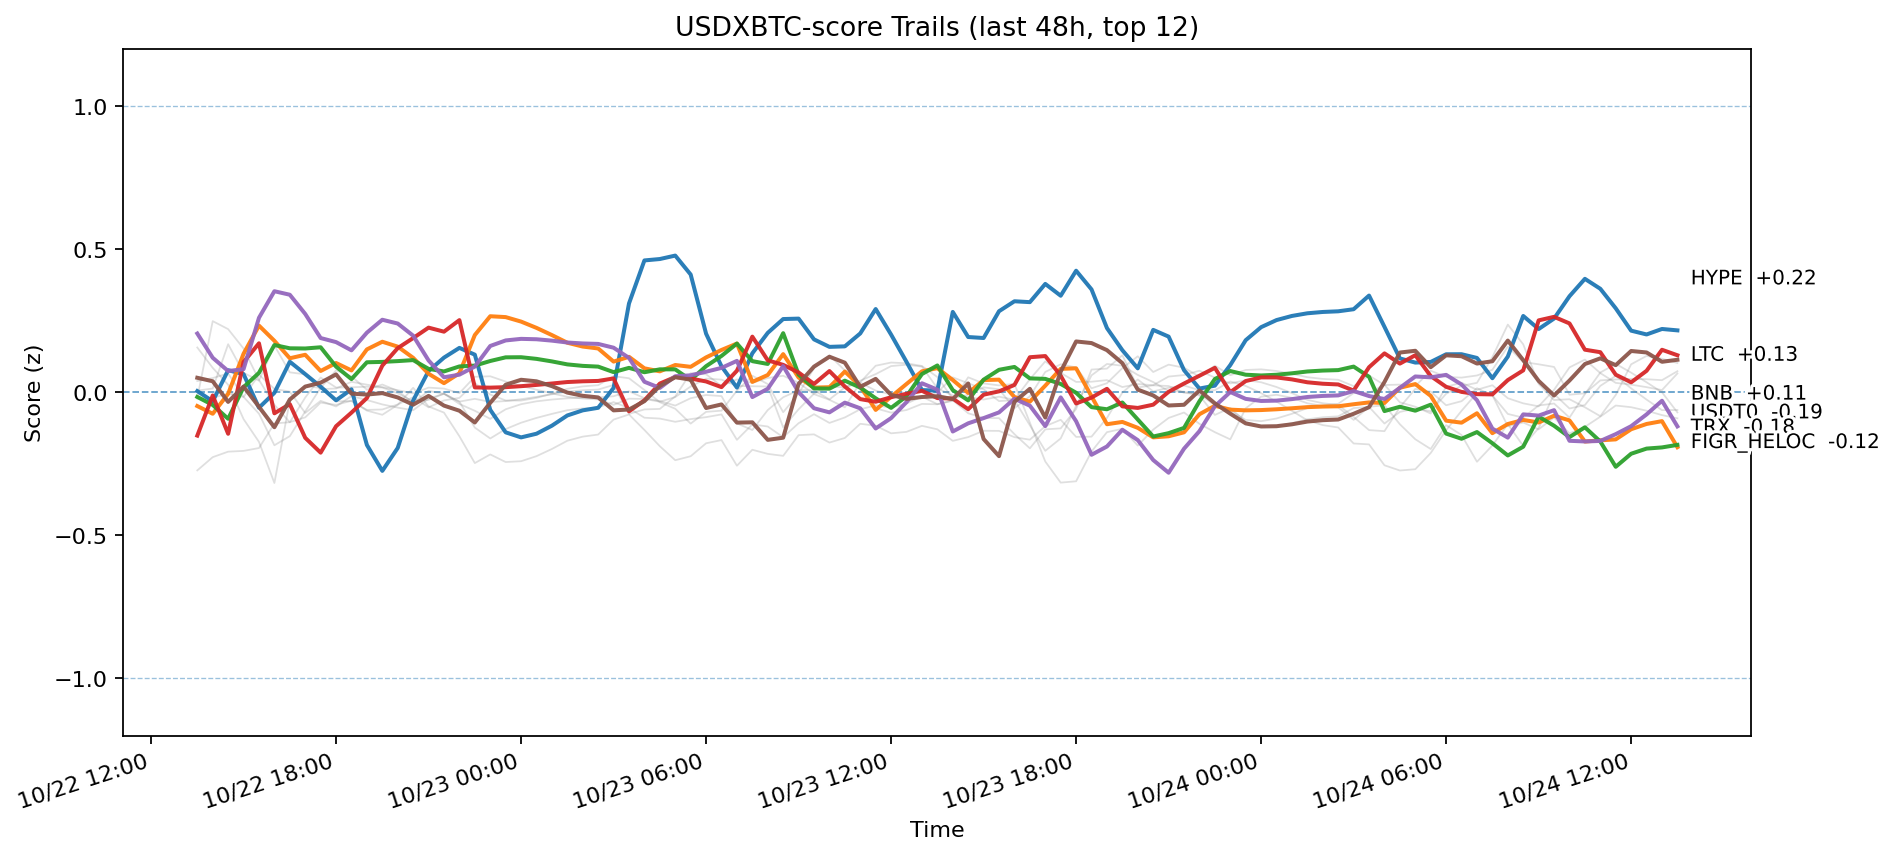 USDXBTC-score Trails (last 48h, top 12)
Score (z)
1.0
0.5
0.0
−0.5
−1.0
HYPE +0.22
LTC +0.13
BNB +0.11
USDT0 -0.19
TRX -0.18
FIGR_HELOC -0.12
10/22 12:00
10/22 18:00
10/23 00:00
10/23 06:00
10/23 12:00
10/23 18:00
10/24 00:00
10/24 06:00
10/24 12:00
Time